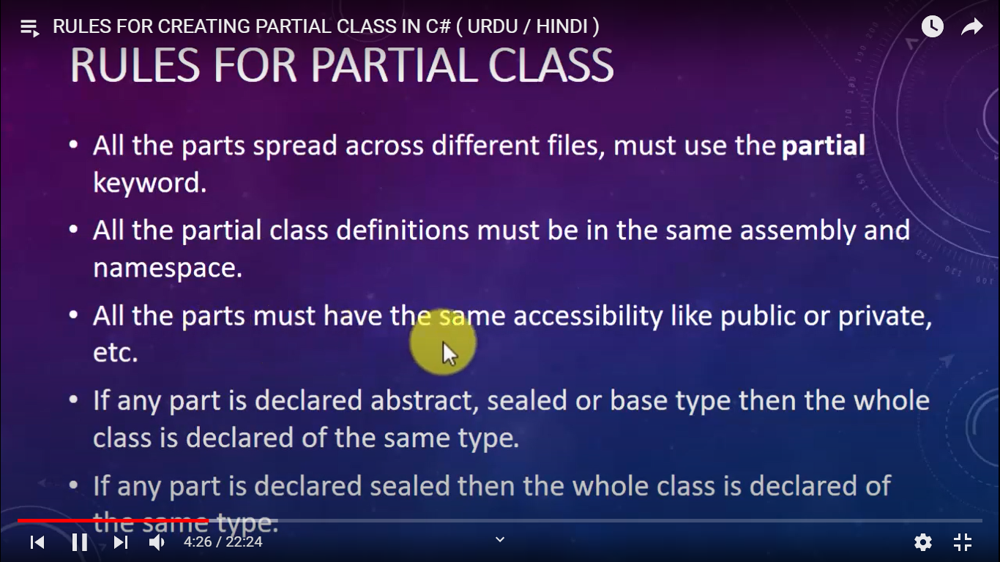 RULES FOR CREATING PARTIAL CLASS IN C# ( URDU / HINDI )
RULES FOR PARTIAL CLASS
• All the parts spread across different files, must use the partial
keyword.
• All the partial class definitions must be in the same assembly and
namespace.
• All the parts must have the same accessibility like public or private,
etc.
• If any part is declared abstract, sealed or base type then the whole
class is declared of the same type.
• If any part is declared sealed then the whole class is declared of
the same type.
4:26 / 22:24